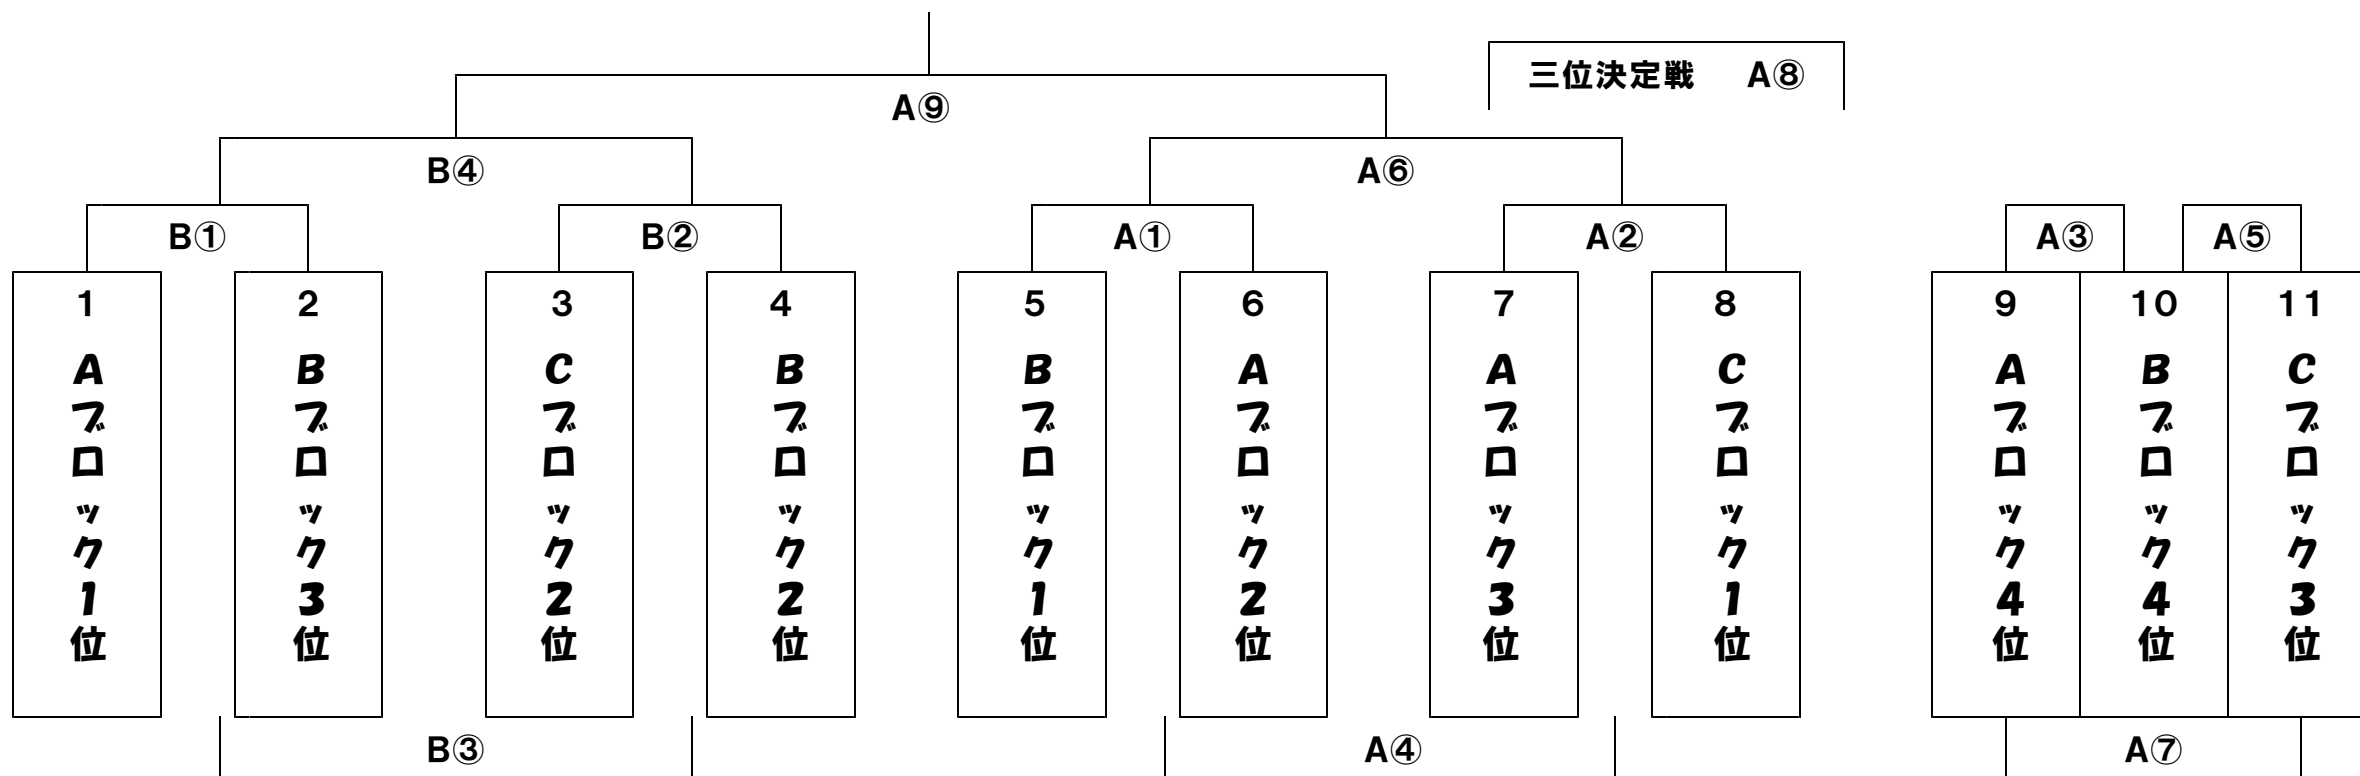 三位決定戦 A⑧
A⑨
B④
A⑥
B①
B②
A①
A②
A③
A⑤
1
Aブロック1位
2
Bブロック3位
3
Cブロック2位
4
Bブロック2位
5
Bブロック1位
6
Aブロック2位
7
Aブロック3位
8
Cブロック1位
9
Aブロック4位
10
Bブロック4位
11
Cブロック3位
B③
A④
A⑦